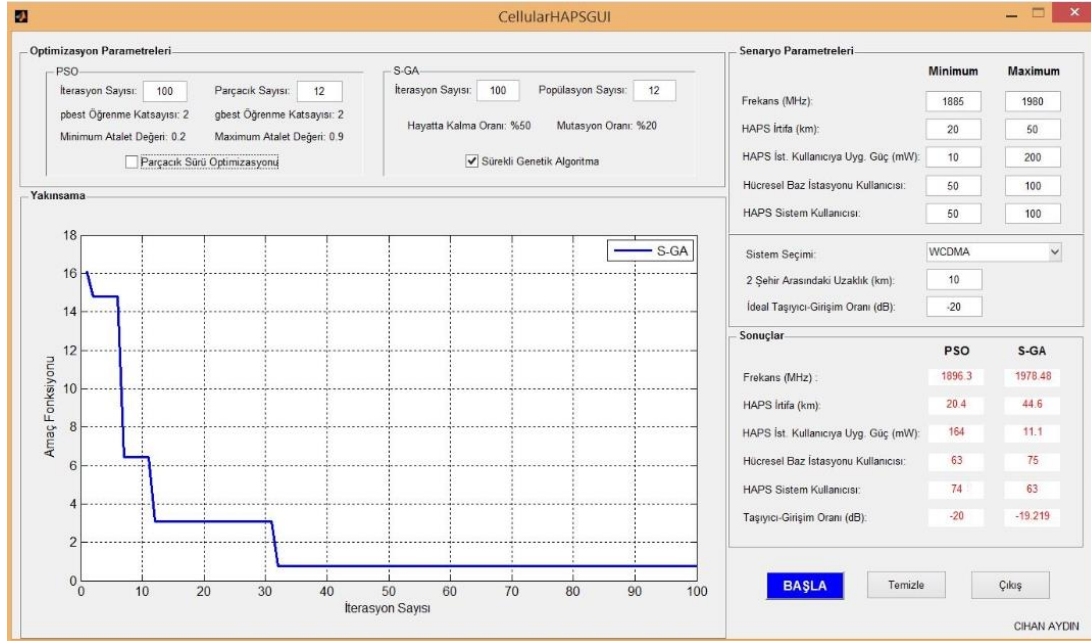 CellularHAPSGUI
Optimizasyon Parametreleri
PSO
İterasyon Sayısı: 100 Parçacık Sayısı: 12
pbest Öğrenme Katsayısı: 2 gbest Öğrenme Katsayısı: 2
Minimum Atalet Değeri: 0.2 Maximum Atalet Değeri: 0.9
Parçacık Sürü Optimizasyonu
S-GA
İterasyon Sayısı: 100 Popülasyon Sayısı: 12
Hayatta Kalma Oranı: %50 Mutasyon Oranı: %20
Sürekli Genetik Algoritma
Yakınsama
18
16
14
12
10
8
6
4
2
0
Amaç Fonksiyonu
S-GA
0 10 20 30 40 50 60 70 80 90 100
İterasyon Sayısı
Senaryo Parametreleri
Minimum Maximum
Frekans (MHz): 1885 1980
HAPS İrtifa (km): 20 50
HAPS İst. Kullanıcıya Uyg. Güç (mW): 10 200
Hücresel Baz İstasyonu Kullanıcısı: 50 100
HAPS Sistem Kullanıcısı: 50 100
Sistem Seçimi: WCDMA
2 Şehir Arasındaki Uzaklık (km): 10
İdeal Taşıyıcı-Girişim Oranı (dB): -20
Sonuçlar
PSO S-GA
Frekans (MHz) : 1896.3 1978.48
HAPS İrtifa (km): 20.4 44.6
HAPS İst. Kullanıcıya Uyg. Güç (mW): 164 11.1
Hücresel Baz İstasyonu Kullanıcısı: 63 75
HAPS Sistem Kullanıcısı: 74 63
Taşıyıcı-Girişim Oranı (dB): -20 -19.219
BAŞLA Temizle Çıkış
CIHAN AYDIN